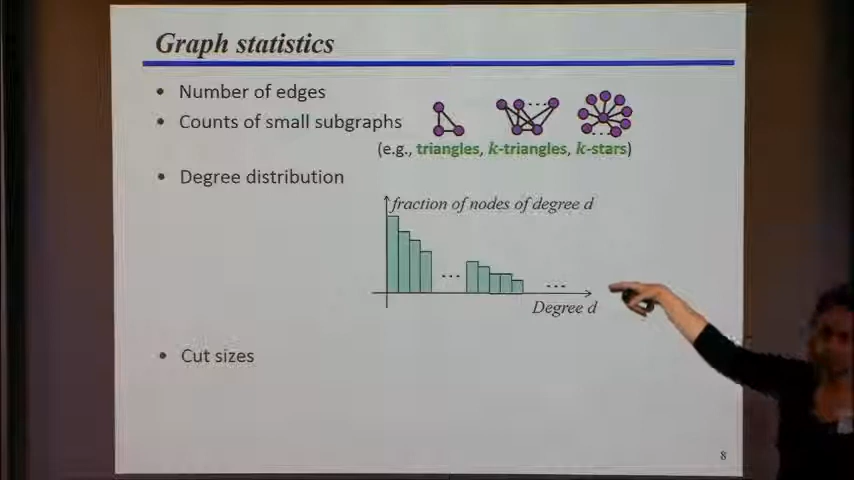 Graph statistics
• Number of edges
• Counts of small subgraphs
(e.g., triangles, k-triangles, k-stars)
• Degree distribution
fraction of nodes of degree d
...
...
Degree d
• Cut sizes
8